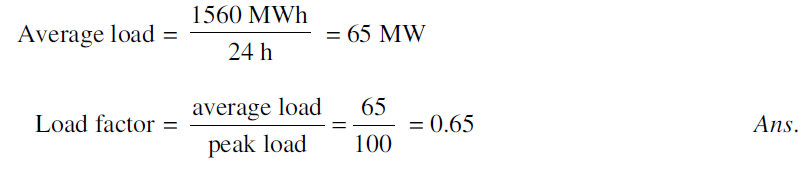 Average load = 1560 MWh / 24 h = 65 MW
Load factor = average load / peak load = 65 / 100 = 0.65 Ans.